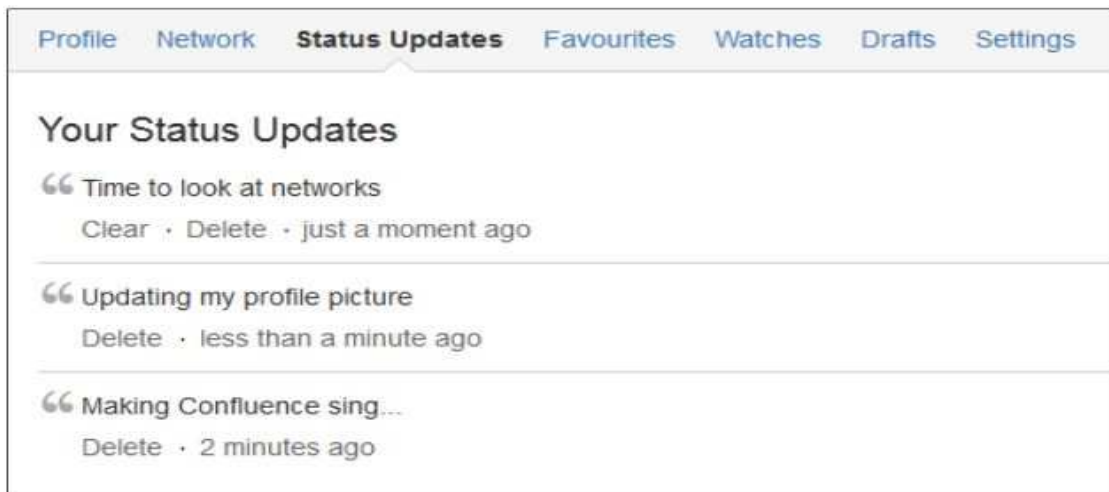 Profile Network Status Updates Favourites Watches Drafts Settings
Your Status Updates
“ Time to look at networks
Clear · Delete · just a moment ago
“ Updating my profile picture
Delete · less than a minute ago
“ Making Confluence sing...
Delete · 2 minutes ago